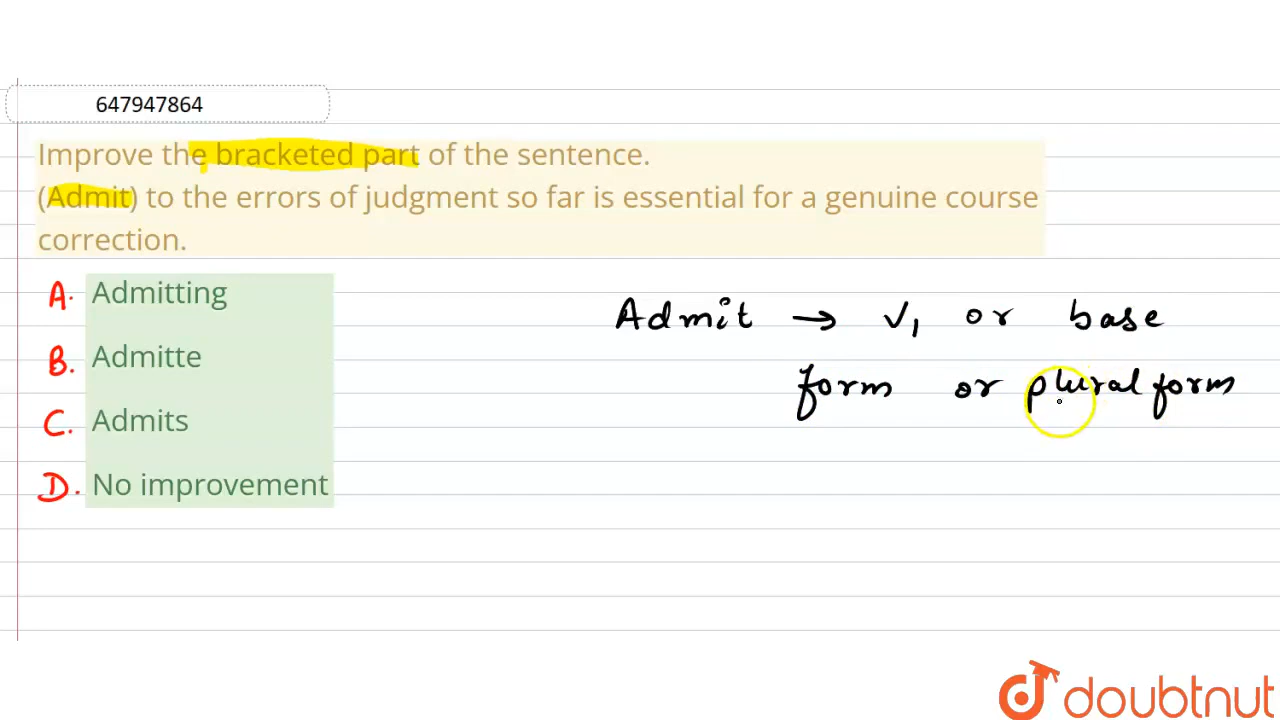 647947864
Improve the bracketed part of the sentence.
(Admit) to the errors of judgment so far is essential for a genuine course
correction.
A. Admitting
B. Admitte
C. Admits
D. No improvement
Admit → V1 or base
form or plural form
doubtnut